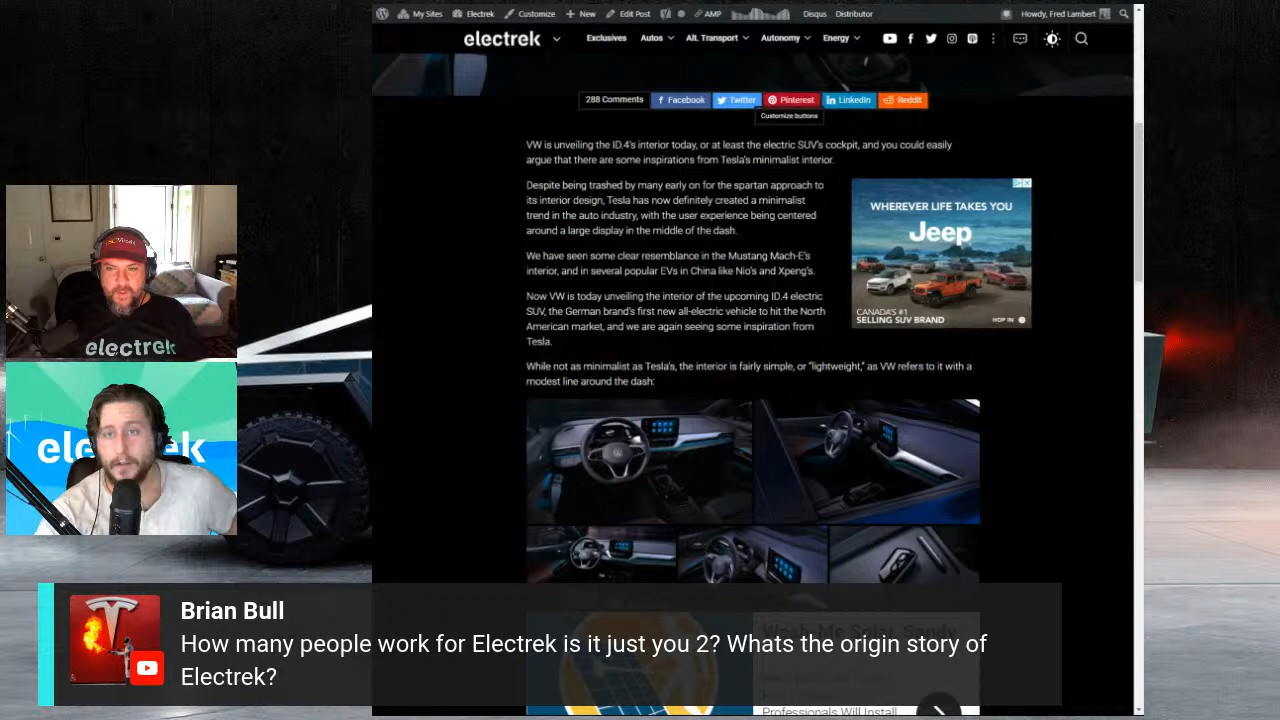 My Sites
Electrek
Customize
New
Edit Post
AMP
Disqus
Distributor
Howdy, Fred Lambert
electrek
Exclusives
Autos
Alt. Transport
Autonomy
Energy
288 Comments
Facebook
Twitter
Pinterest
LinkedIn
Reddit
Customize buttons
VW is unveiling the ID.4's interior today, or at least the electric SUV's cockpit, and you could easily
argue that there are some inspirations from Tesla's minimalist interior.
Despite being trashed by many early on for the spartan approach to
its interior design, Tesla has now definitely created a minimalist
trend in the auto industry, with the user experience being centered
around a large display in the middle of the dash.
We have seen some clear resemblance in the Mustang Mach-E's
interior, and in several popular EVs in China like Nio's and Xpeng's.
Now VW is today unveiling the interior of the upcoming ID.4 electric
SUV, the German brand's first new all-electric vehicle to hit the North
American market, and we are again seeing some inspiration from
Tesla.
While not as minimalist as Tesla's, the interior is fairly simple, or "lightweight," as VW refers to it with a
modest line around the dash:
WHEREVER LIFE TAKES YOU
Jeep
CANADA'S #1
SELLING SUV BRAND
HOP IN
electrek
Brian Bull
How many people work for Electrek is it just you 2? Whats the origin story of
Electrek?
Professionals Will Install